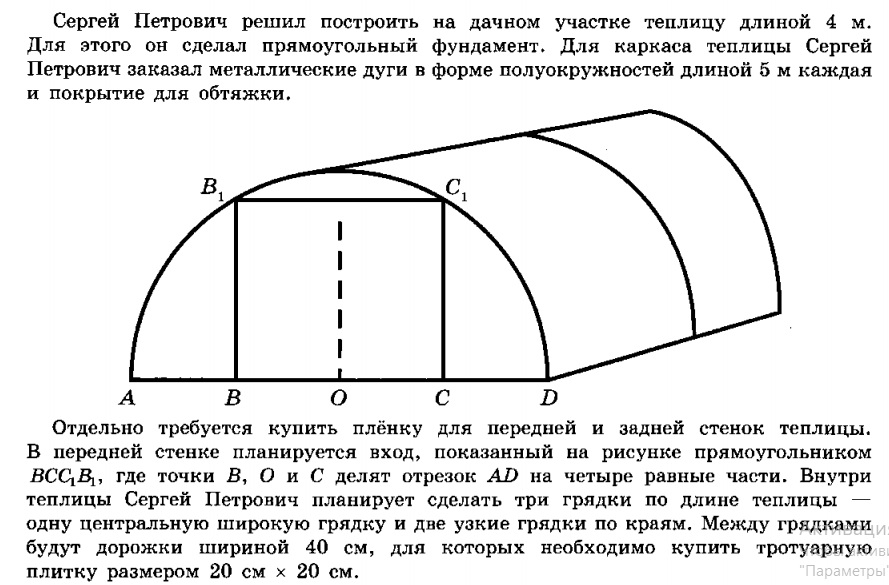 Сергей Петрович решил построить на дачном участке теплицу длиной 4 м.
Для этого он сделал прямоугольный фундамент. Для каркаса теплицы Сергей
Петрович заказал металлические дуги в форме полуокружностей длиной 5 м каждая
и покрытие для обтяжки.
B₁ C₁
A B O C D
Отдельно требуется купить плёнку для передней и задней стенок теплицы.
В передней стенке планируется вход, показанный на рисунке прямоугольником
BCC₁B₁, где точки B, O и C делят отрезок AD на четыре равные части. Внутри
теплицы Сергей Петрович планирует сделать три грядки по длине теплицы —
одну центральную широкую грядку и две узкие грядки по краям. Между грядками
будут дорожки шириной 40 см, для которых необходимо купить тротуарную
плитку размером 20 см × 20 см.
Активация
"Параметры"